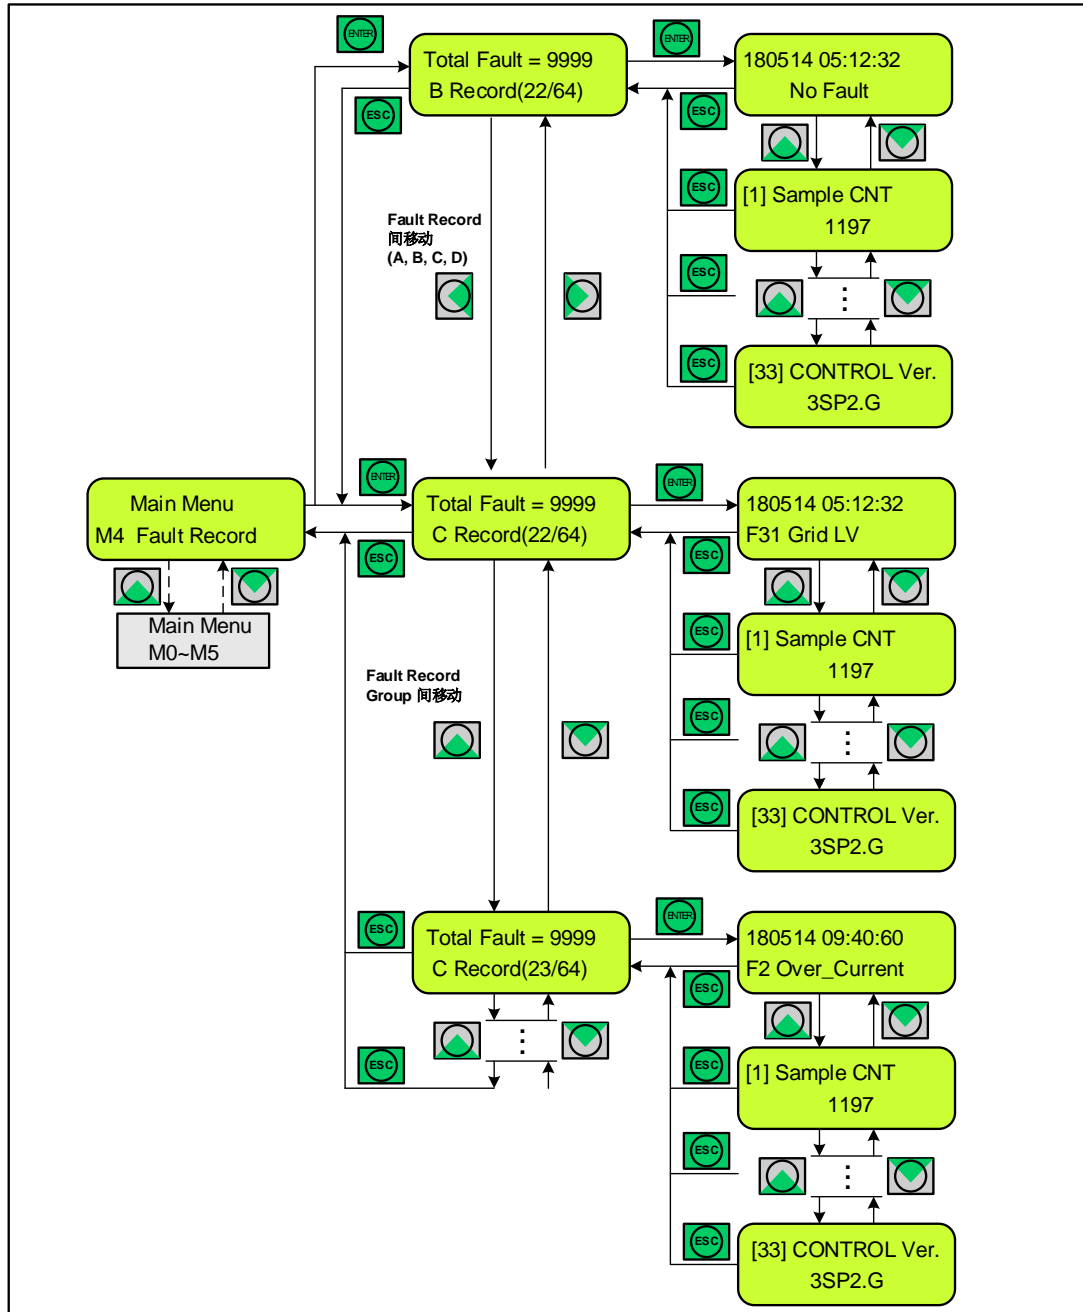 ENTER
ENTER
Total Fault = 9999
B Record(22/64)
180514 05:12:32
No Fault
ESC
ESC
ESC
[1] Sample CNT
1197
Fault Record
间移动
(A, B, C, D)
ESC
ESC
[33] CONTROL Ver.
3SP2.G
ENTER
ENTER
Main Menu
M4 Fault Record
Total Fault = 9999
C Record(22/64)
180514 05:12:32
F31 Grid LV
ESC
ESC
Main Menu
M0~M5
ESC
[1] Sample CNT
1197
Fault Record
Group 间移动
ESC
ESC
[33] CONTROL Ver.
3SP2.G
ESC
ENTER
Total Fault = 9999
C Record(23/64)
180514 09:40:60
F2 Over_Current
ESC
ESC
ESC
[1] Sample CNT
1197
ESC
ESC
[33] CONTROL Ver.
3SP2.G